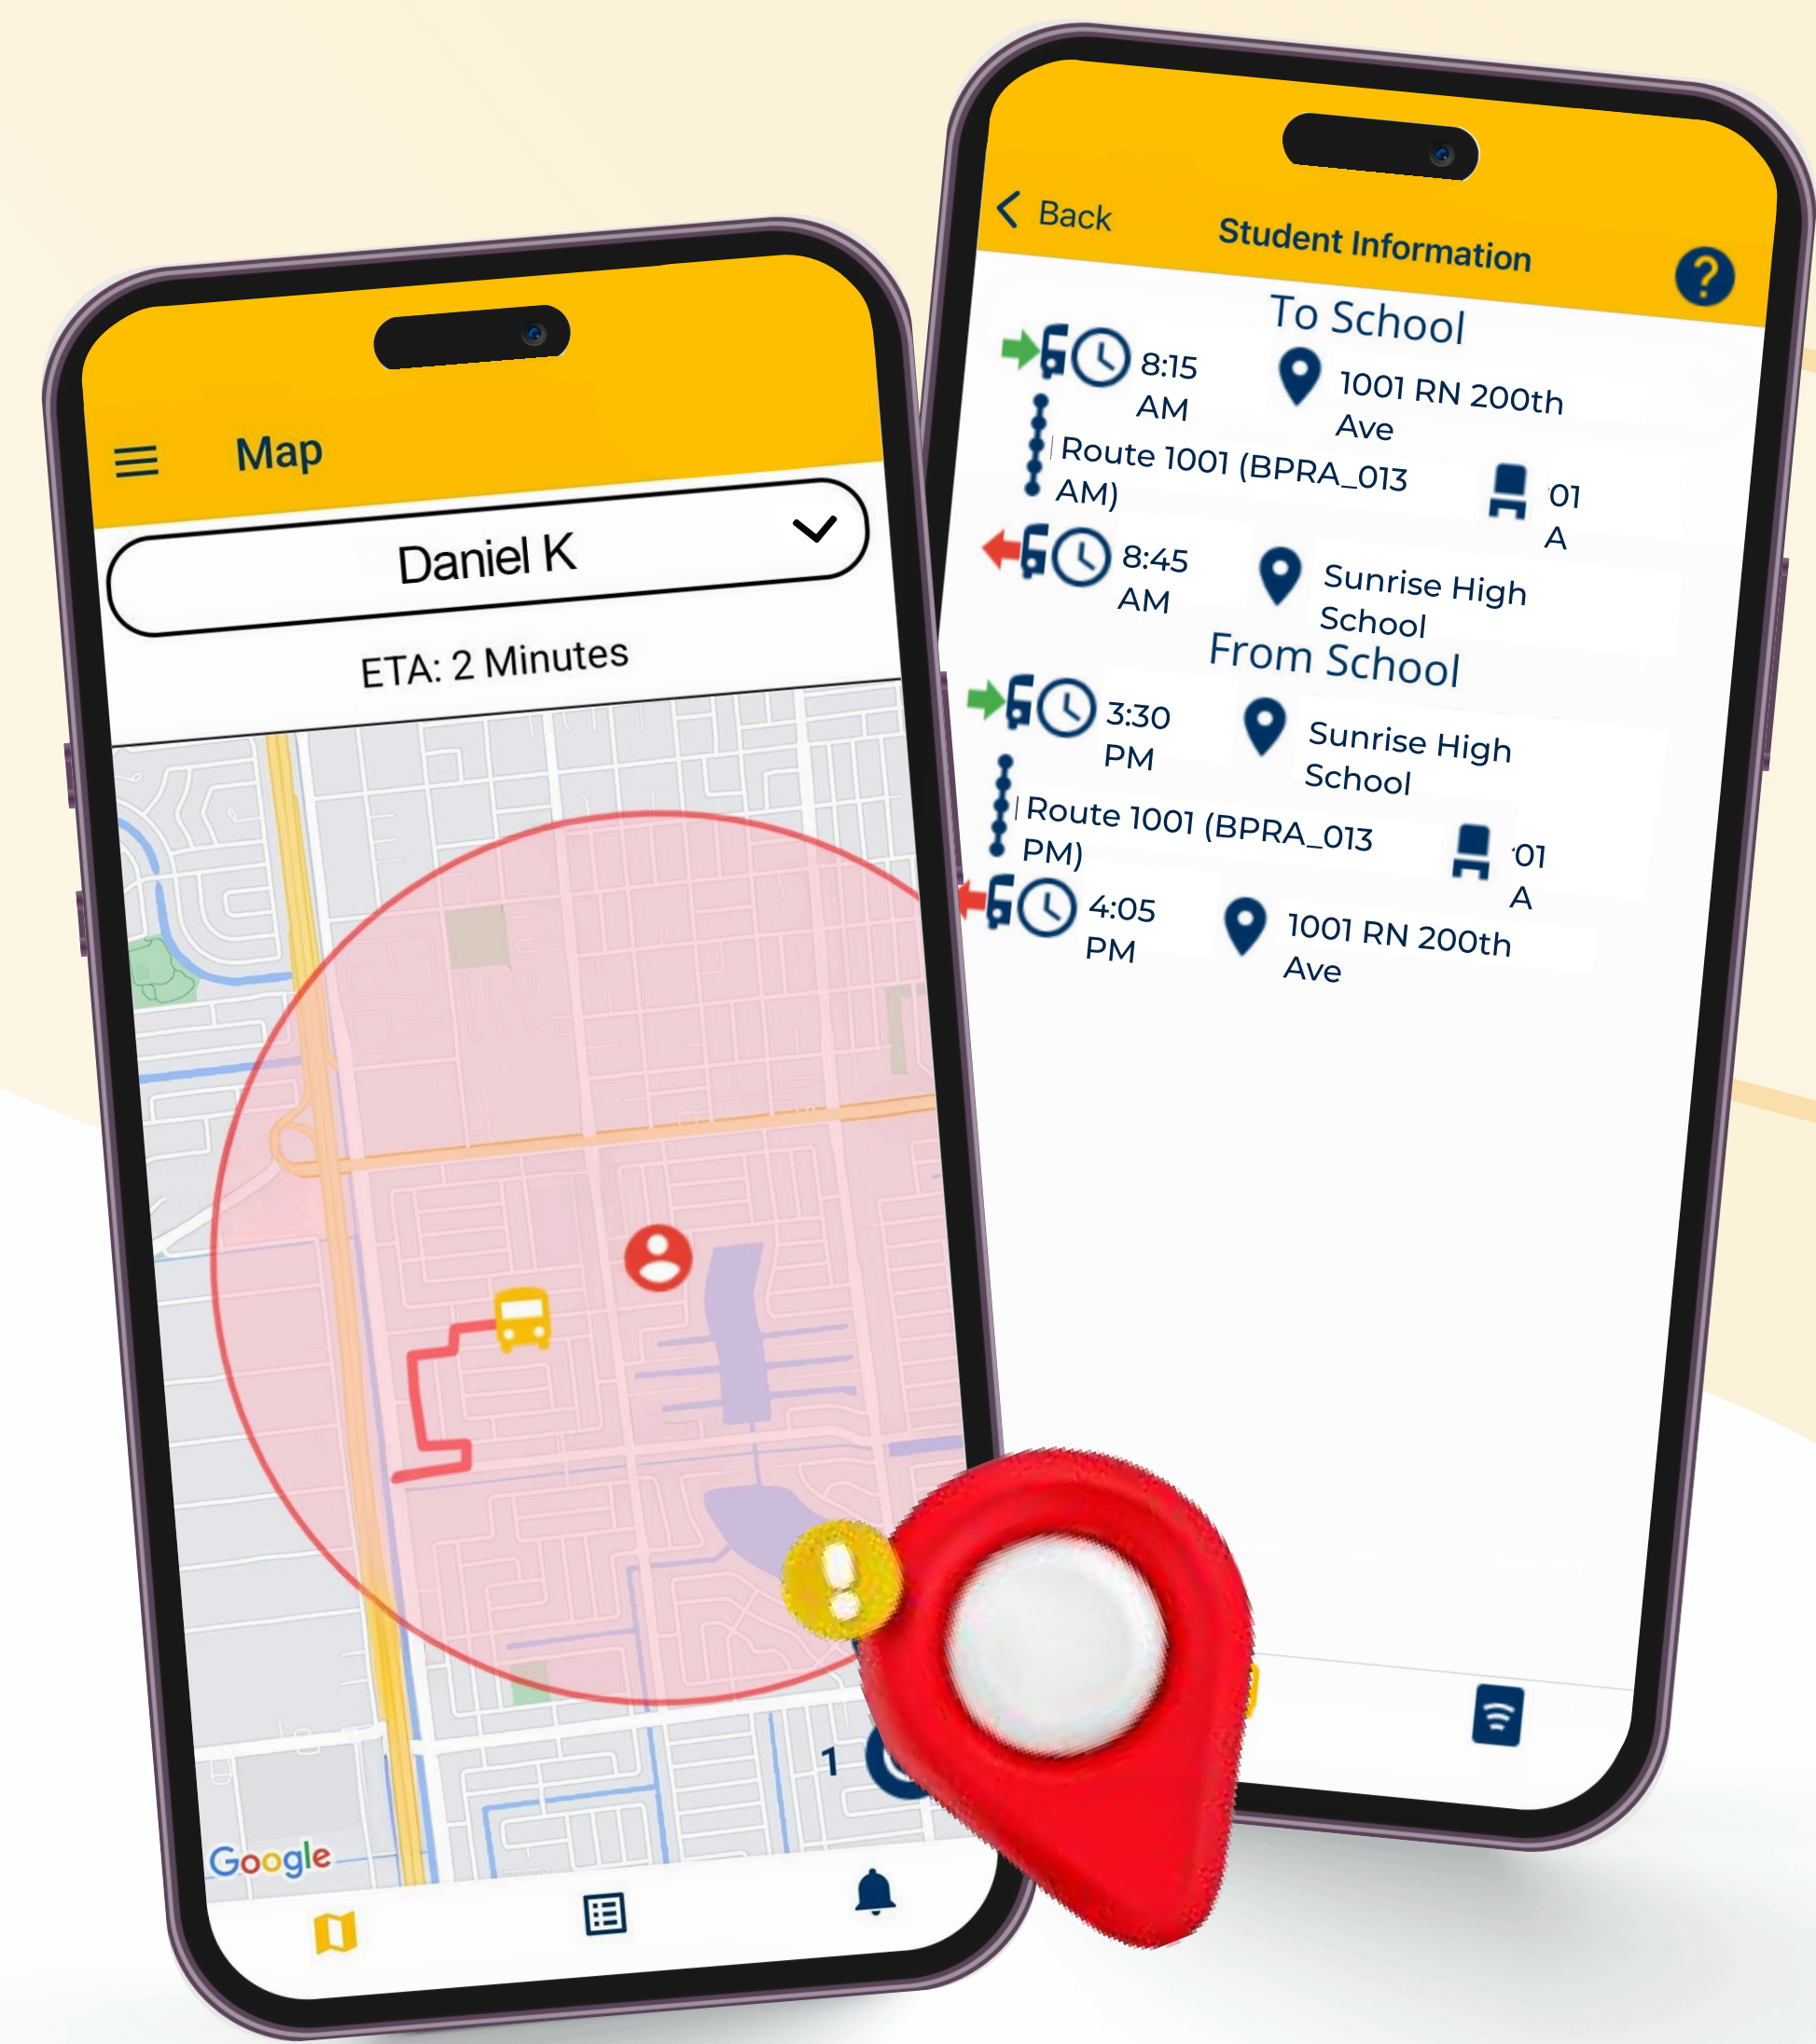 Map
Daniel K
ETA: 2 Minutes
1
Google
Back
Student Information
?
To School
8:15
AM
1001 RN 200th
Ave
Route 1001 (BPRA_013
AM)
01
A
8:45
AM
Sunrise High
School
From School
3:30
PM
Sunrise High
School
Route 1001 (BPRA_013
PM)
01
A
4:05
PM
1001 RN 200th
Ave
!